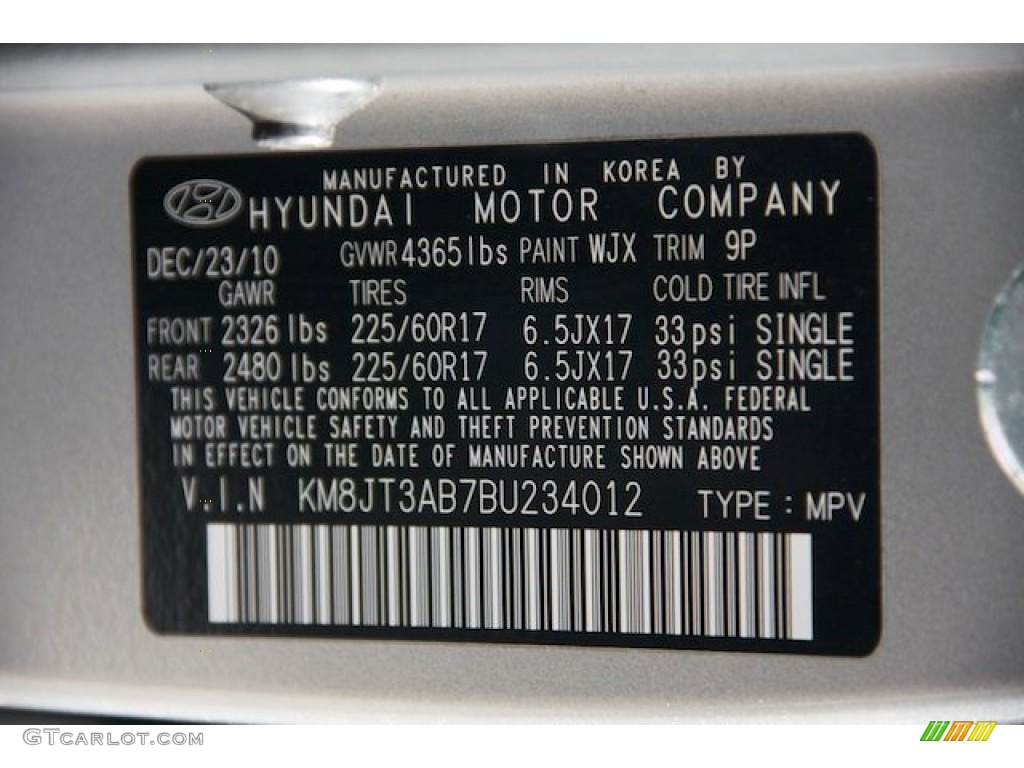 MANUFACTURED IN KOREA BY
HYUNDAI MOTOR COMPANY
DEC/23/10 GVWR 4365lbs PAINT WJX TRIM 9P
GAWR TIRES RIMS COLD TIRE INFL
FRONT 2326 lbs 225/60R17 6.5JX17 33psi SINGLE
REAR 2480 lbs 225/60R17 6.5JX17 33psi SINGLE
THIS VEHICLE CONFORMS TO ALL APPLICABLE U.S.A. FEDERAL
MOTOR VEHICLE SAFETY AND THEFT PREVENTION STANDARDS
IN EFFECT ON THE DATE OF MANUFACTURE SHOWN ABOVE
V.I.N KM8JT3AB7BU234012 TYPE : MPV
GTCARLOT.COM